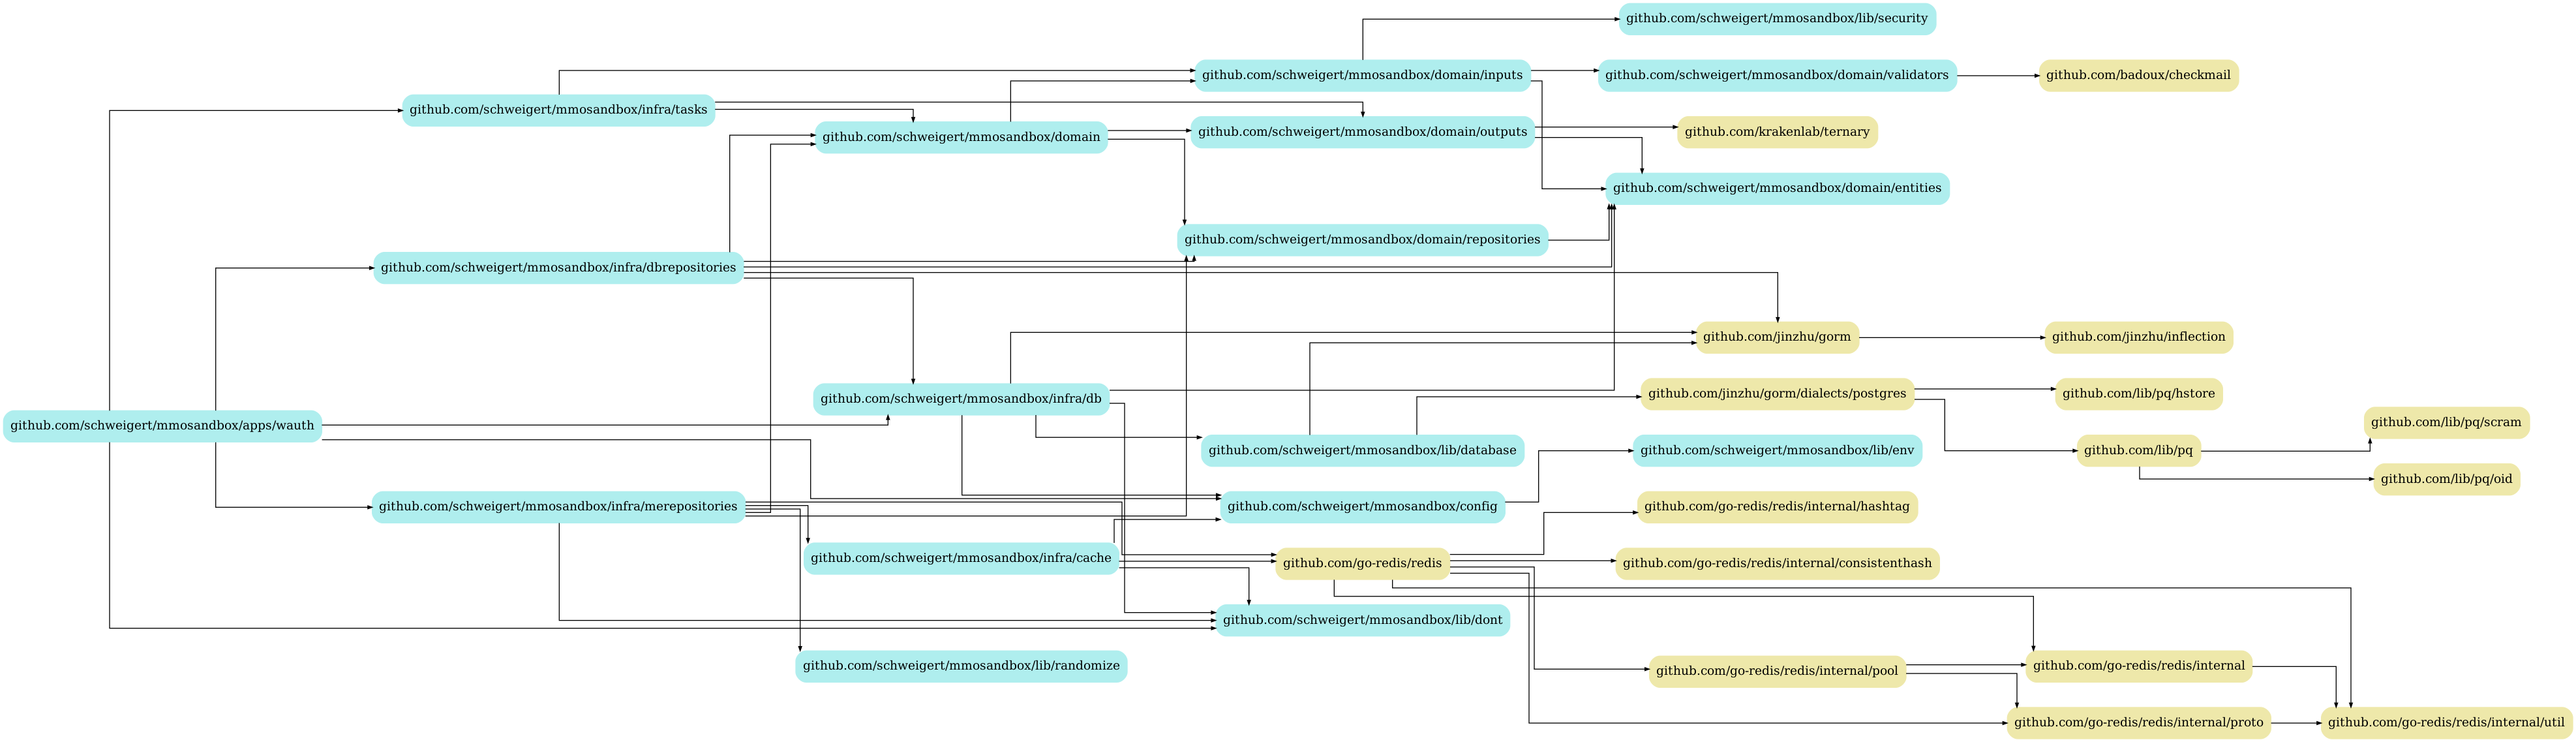 github.com/schweigert/mmosandbox/lib/security
github.com/schweigert/mmosandbox/domain/inputs
github.com/schweigert/mmosandbox/domain/validators
github.com/badoux/checkmail
github.com/schweigert/mmosandbox/infra/tasks
github.com/schweigert/mmosandbox/domain
github.com/schweigert/mmosandbox/domain/outputs
github.com/krakenlab/ternary
github.com/schweigert/mmosandbox/domain/entities
github.com/schweigert/mmosandbox/domain/repositories
github.com/schweigert/mmosandbox/infra/dbrepositories
github.com/jinzhu/gorm
github.com/jinzhu/inflection
github.com/schweigert/mmosandbox/infra/db
github.com/jinzhu/gorm/dialects/postgres
github.com/lib/pq/hstore
github.com/lib/pq/scram
github.com/schweigert/mmosandbox/apps/wauth
github.com/schweigert/mmosandbox/lib/database
github.com/schweigert/mmosandbox/lib/env
github.com/lib/pq
github.com/lib/pq/oid
github.com/schweigert/mmosandbox/infra/merepositories
github.com/schweigert/mmosandbox/config
github.com/go-redis/redis/internal/hashtag
github.com/schweigert/mmosandbox/infra/cache
github.com/go-redis/redis
github.com/go-redis/redis/internal/consistenthash
github.com/schweigert/mmosandbox/lib/dont
github.com/schweigert/mmosandbox/lib/randomize
github.com/go-redis/redis/internal/pool
github.com/go-redis/redis/internal
github.com/go-redis/redis/internal/proto
github.com/go-redis/redis/internal/util